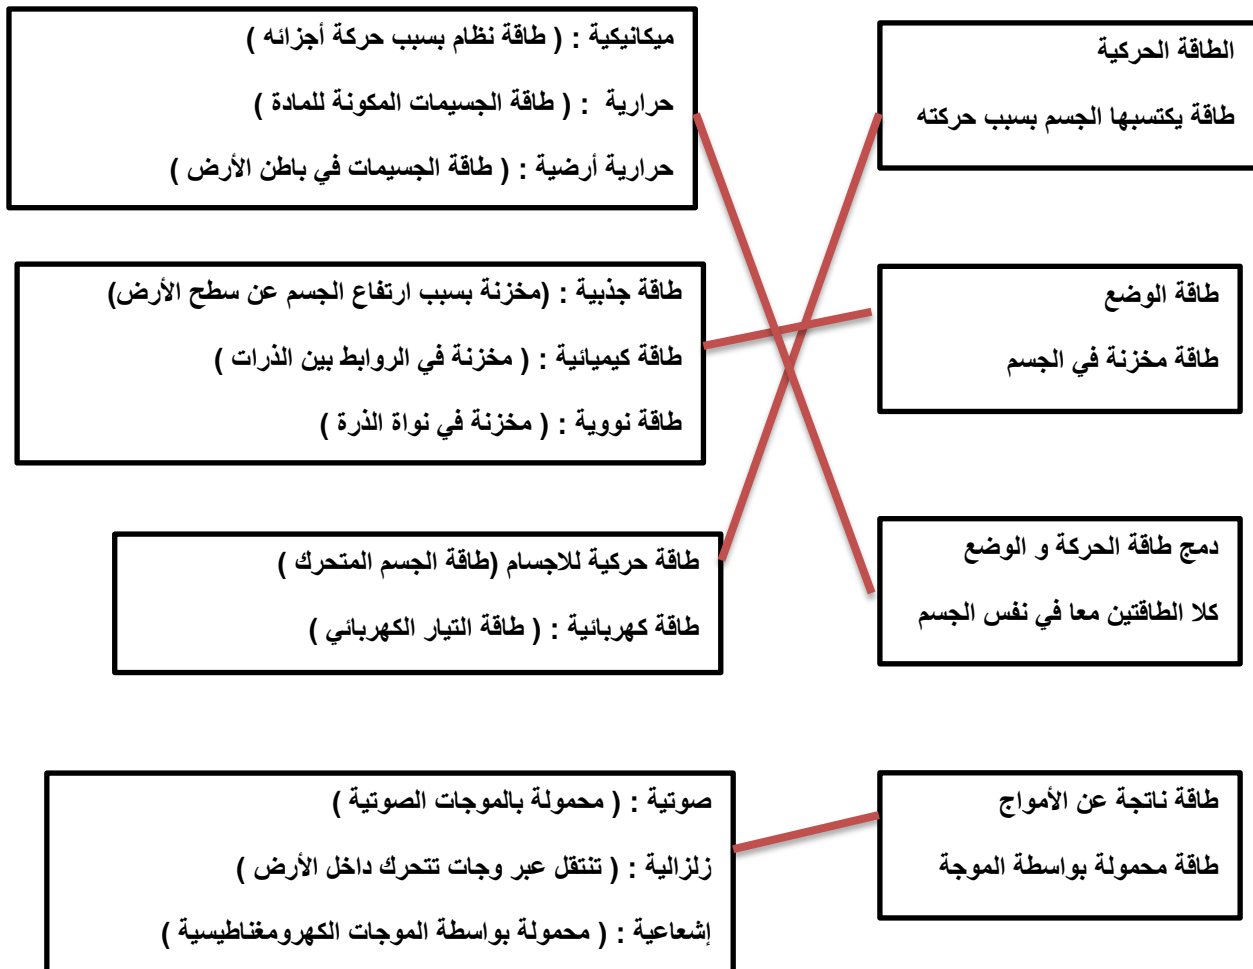 الطاقة الحركية
طاقة يكتسبها الجسم بسبب حركته
ميكانيكية : ( طاقة نظام بسبب حركة أجزائه )
حرارية : ( طاقة الجسيمات المكونة للمادة )
حرارية أرضية : ( طاقة الجسيمات في باطن الأرض )
طاقة الوضع
طاقة مخزنة في الجسم
طاقة جذبية : (مخزنة بسبب ارتفاع الجسم عن سطح الأرض)
طاقة كيميائية : ( مخزنة في الروابط بين الذرات )
طاقة نووية : ( مخزنة في نواة الذرة )
دمج طاقة الحركة و الوضع
كلا الطاقتين معا في نفس الجسم
طاقة حركية للاجسام (طاقة الجسم المتحرك )
طاقة كهربائية : ( طاقة التيار الكهربائي )
طاقة ناتجة عن الأمواج
طاقة محمولة بواسطة الموجة
صوتية : ( محمولة بالموجات الصوتية )
زلزالية : ( تنتقل عبر وجات تتحرك داخل الأرض )
إشعاعية : ( محمولة بواسطة الموجات الكهرومغناطيسية )